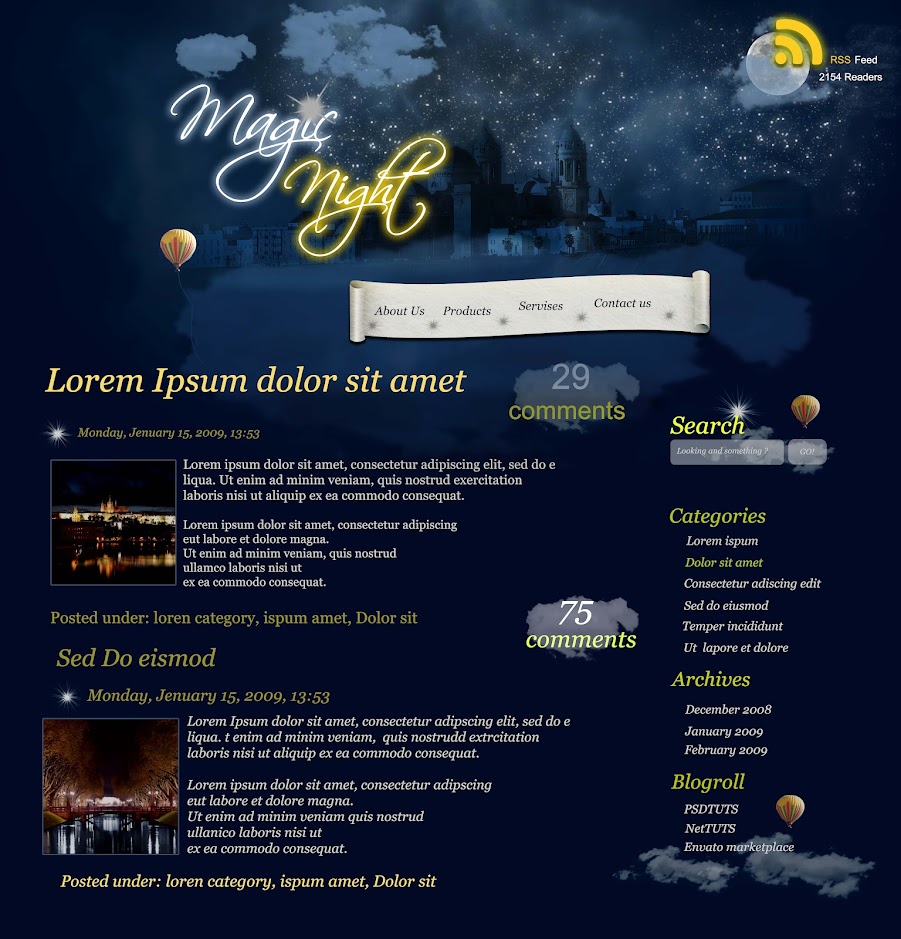 Magic
Night
RSS Feed
2154 Readers
About Us Products Servises Contact us
Lorem Ipsum dolor sit amet
29
comments
Monday, Jenuary 15, 2009, 13:53
Lorem ipsum dolor sit amet, consectetur adipiscing elit, sed do e
liqua. Ut enim ad minim veniam, quis nostrud exercitation
laboris nisi ut aliquip ex ea commodo consequat.
Lorem ipsum dolor sit amet, consectetur adipiscing
eut labore et dolore magna.
Ut enim ad minim veniam, quis nostrud
ullamco laboris nisi ut
ex ea commodo consequat.
Posted under: loren category, ispum amet, Dolor sit
75
comments
Sed Do eismod
Monday, Jenuary 15, 2009, 13:53
Lorem Ipsum dolor sit amet, consectetur adipscing elit, sed do e
liqua. t enim ad minim veniam, quis nostrudd extrcitation
laboris nisi ut aliquip ex ea commodo consequat.
Lorem ipsum dolor sit amet, consectetur adipiscing
eut labore et dolore magna.
Ut enim ad minim veniam quis nostrud
ullanico laboris nisi ut
ex ea commodo consequat.
Posted under: loren category, ispum amet, Dolor sit
Search
Looking and something ? GO!
Categories
Lorem ispum
Dolor sit amet
Consectetur adiscing edit
Sed do eiusmod
Temper incididunt
Ut lapore et dolore
Archives
December 2008
January 2009
February 2009
Blogroll
PSDTUTS
NetTUTS
Envato marketplace